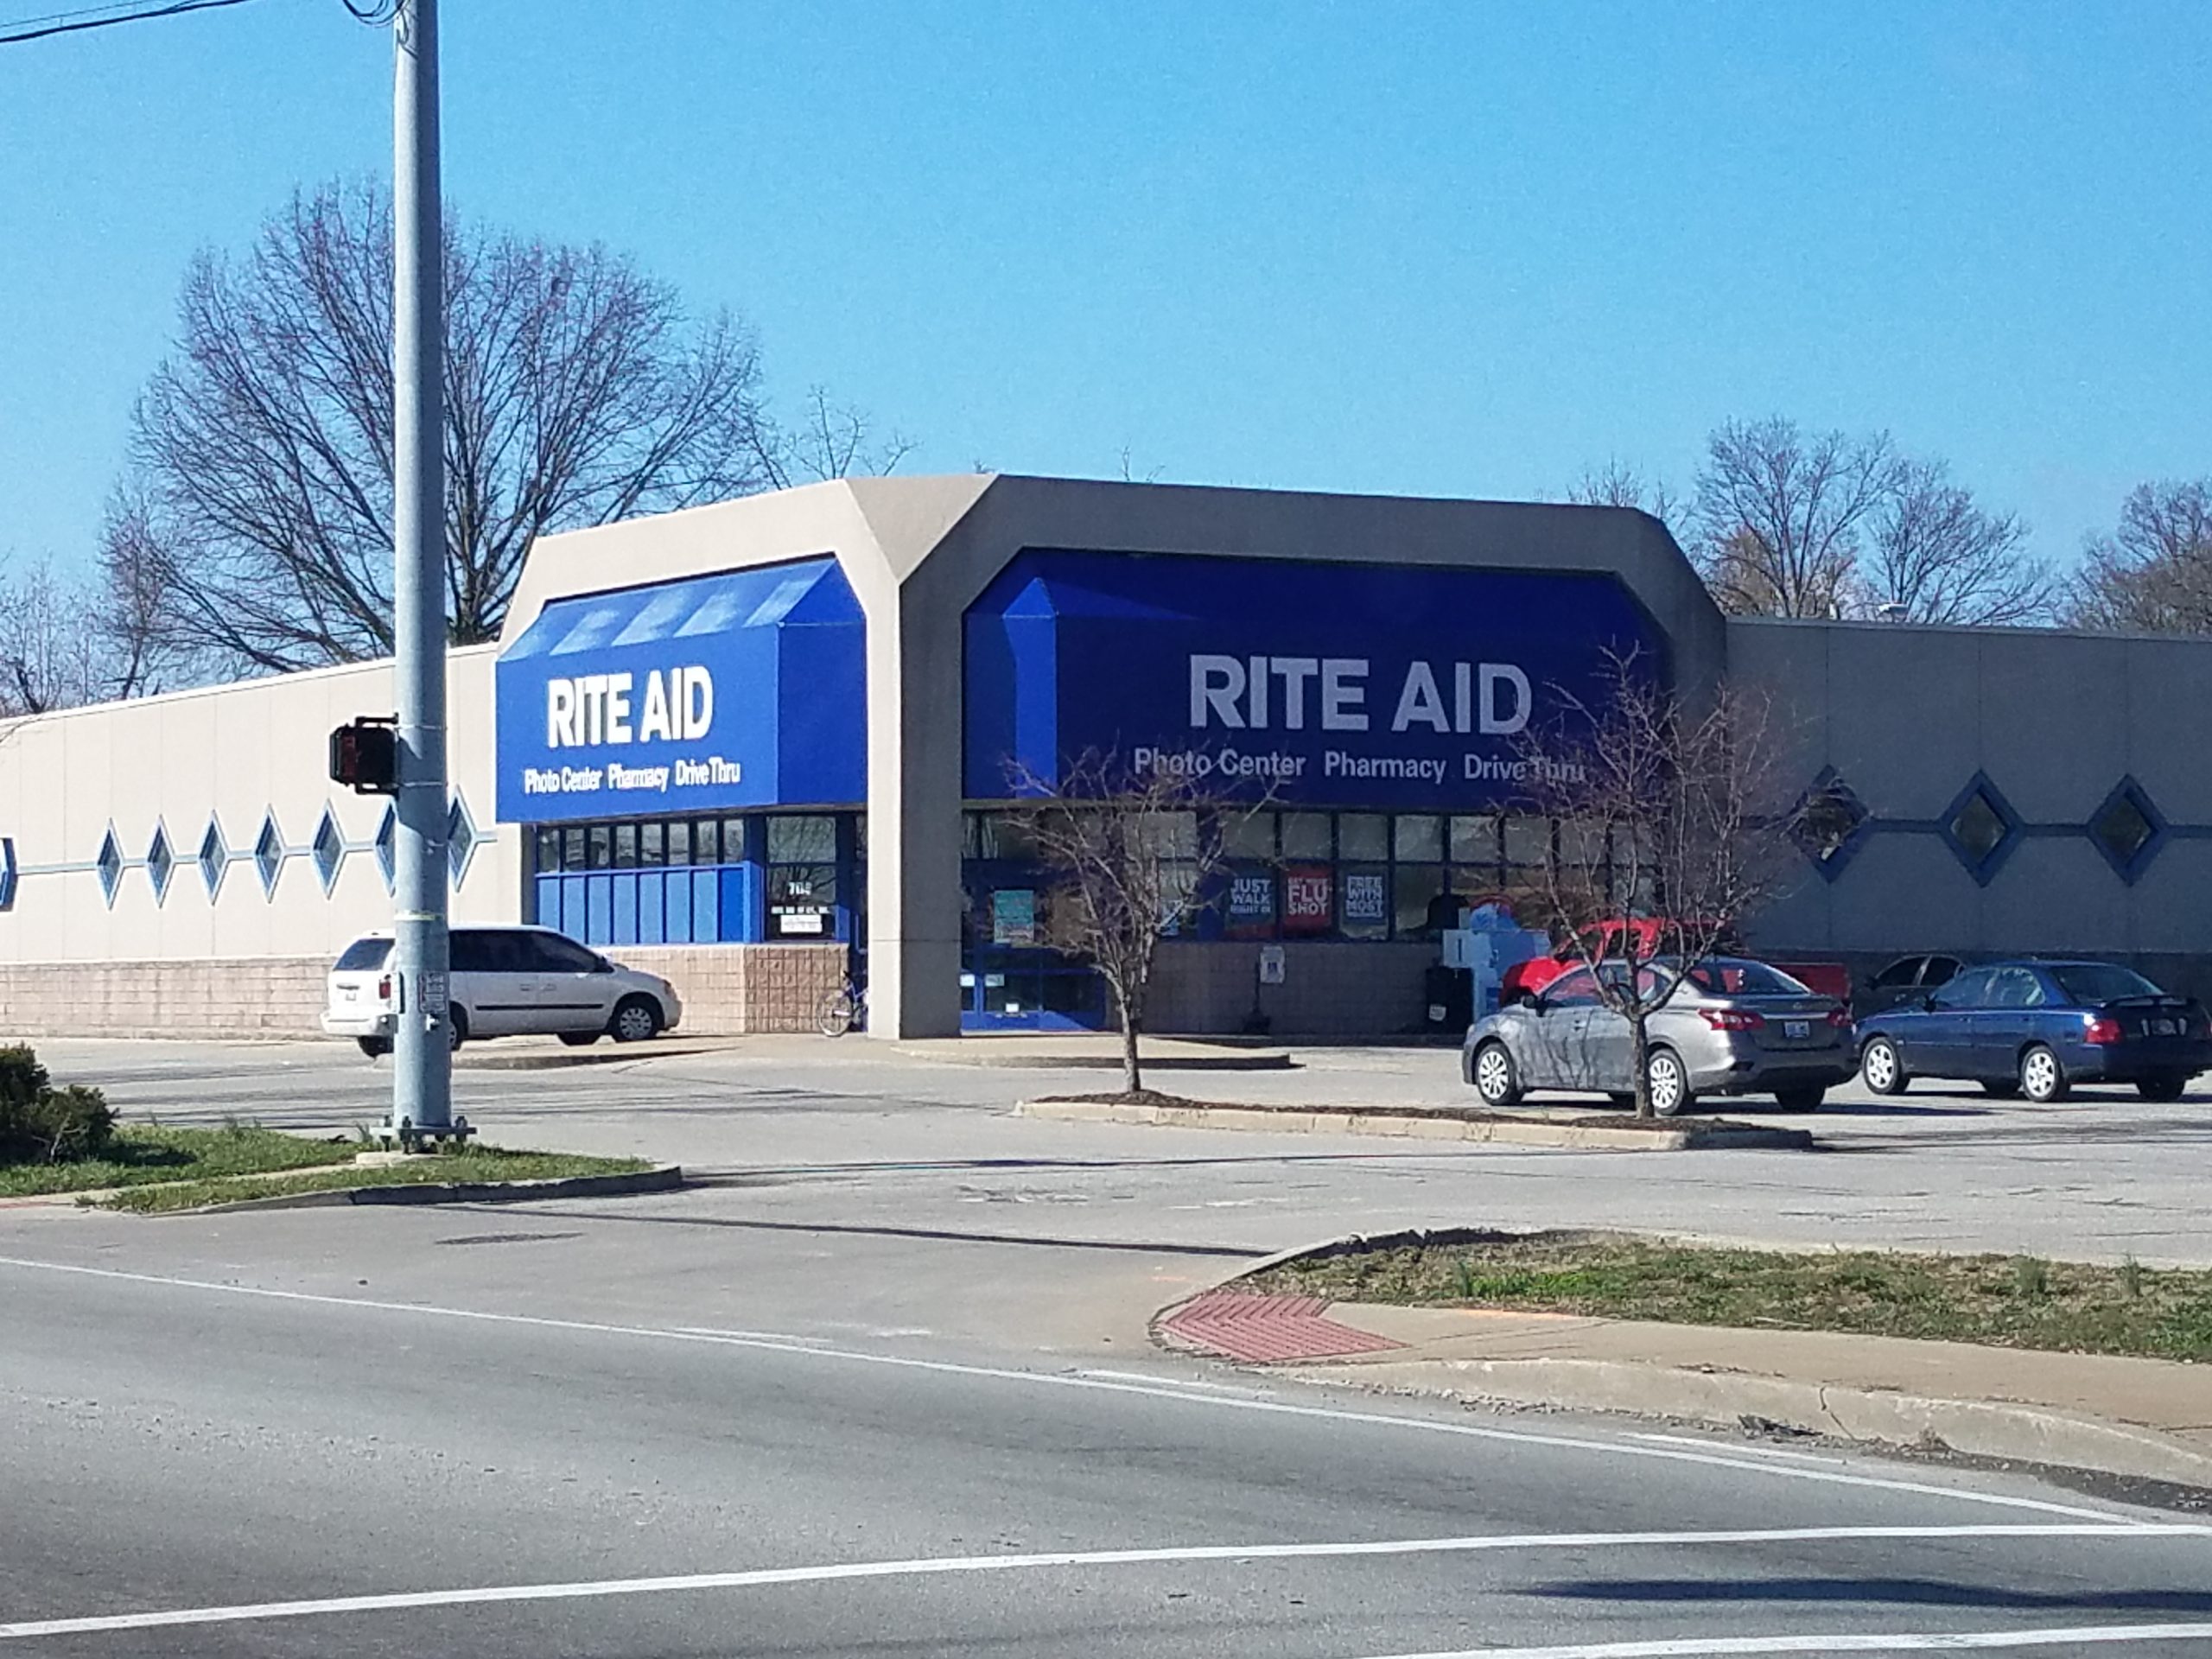 RITE AID
Photo Center Pharmacy Drive Thru
RITE AID
Photo Center Pharmacy Drive Thru
JUST
WALK
RIGHT IN
FLU
SHOT
FREE
WITH
MOST